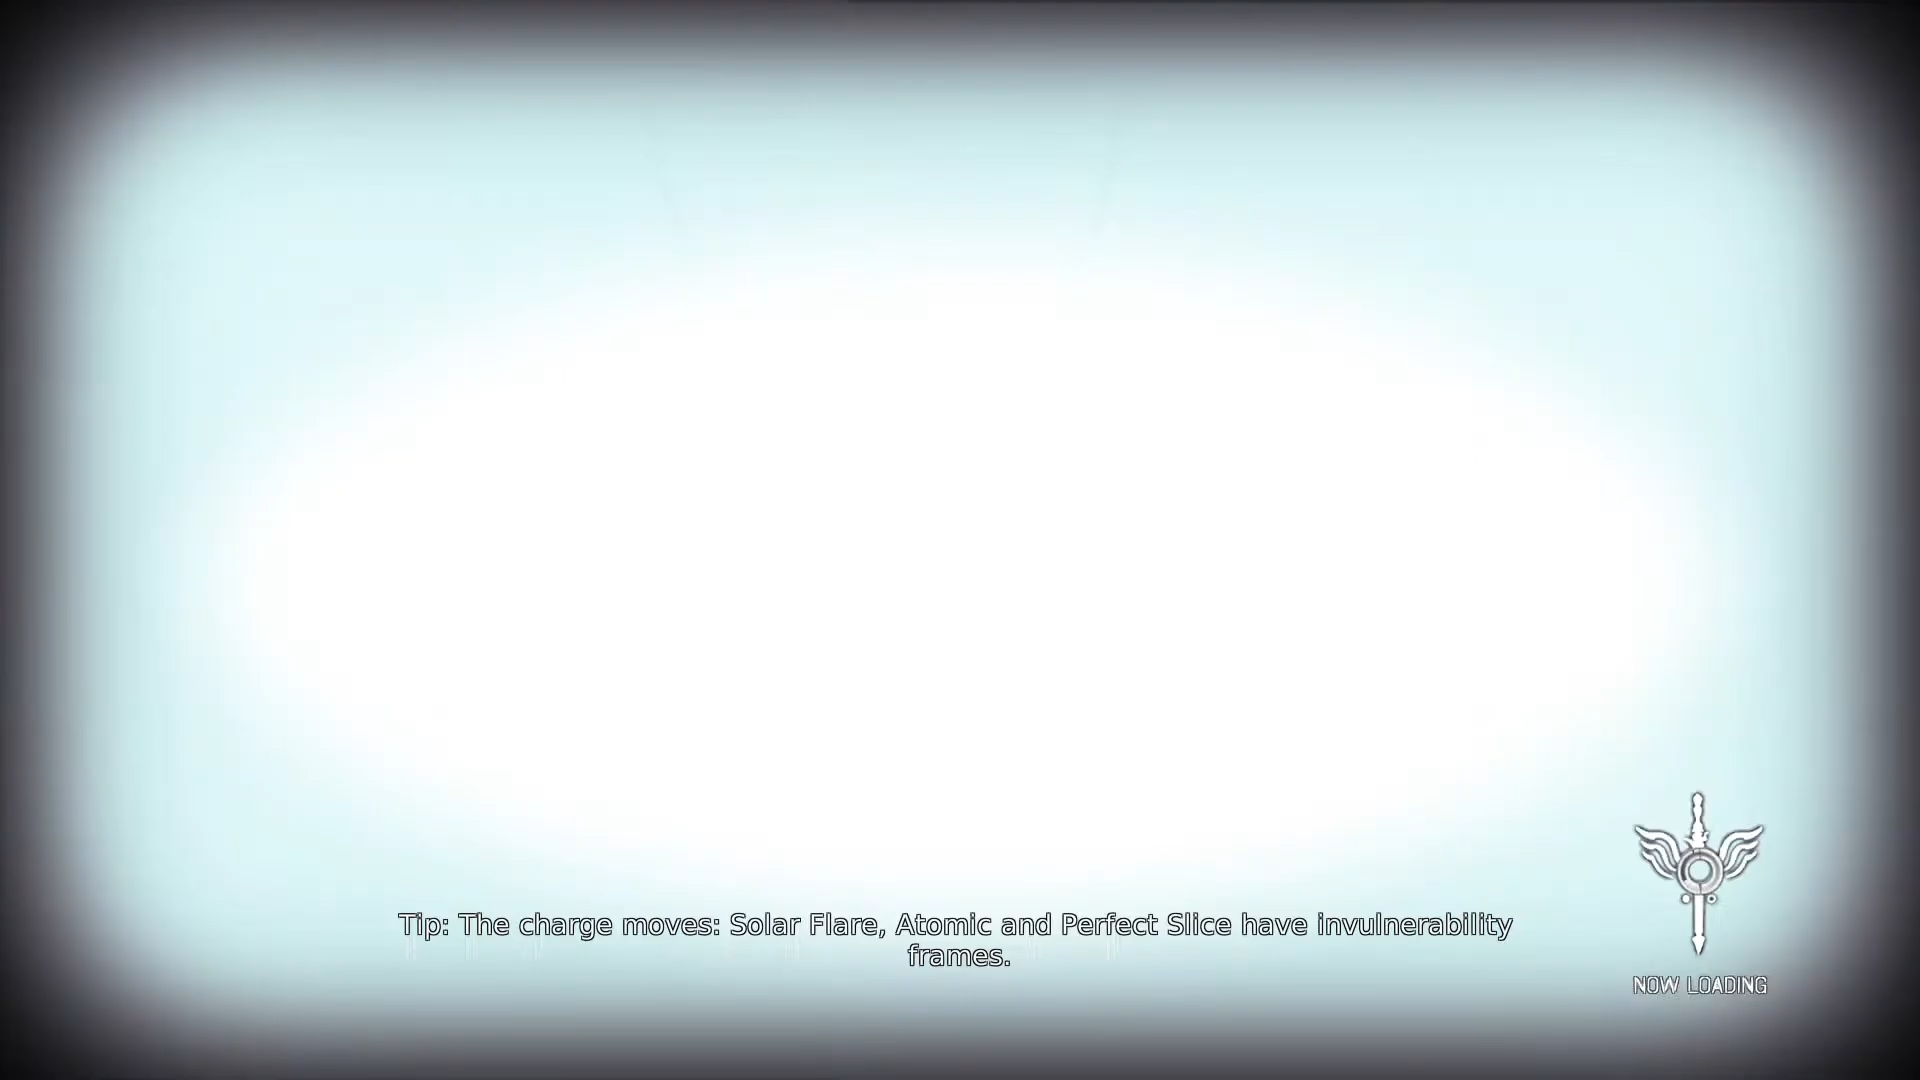 Tip: The charge moves: Solar Flare, Atomic and Perfect Slice have invulnerability
frames.
NOW LOADING